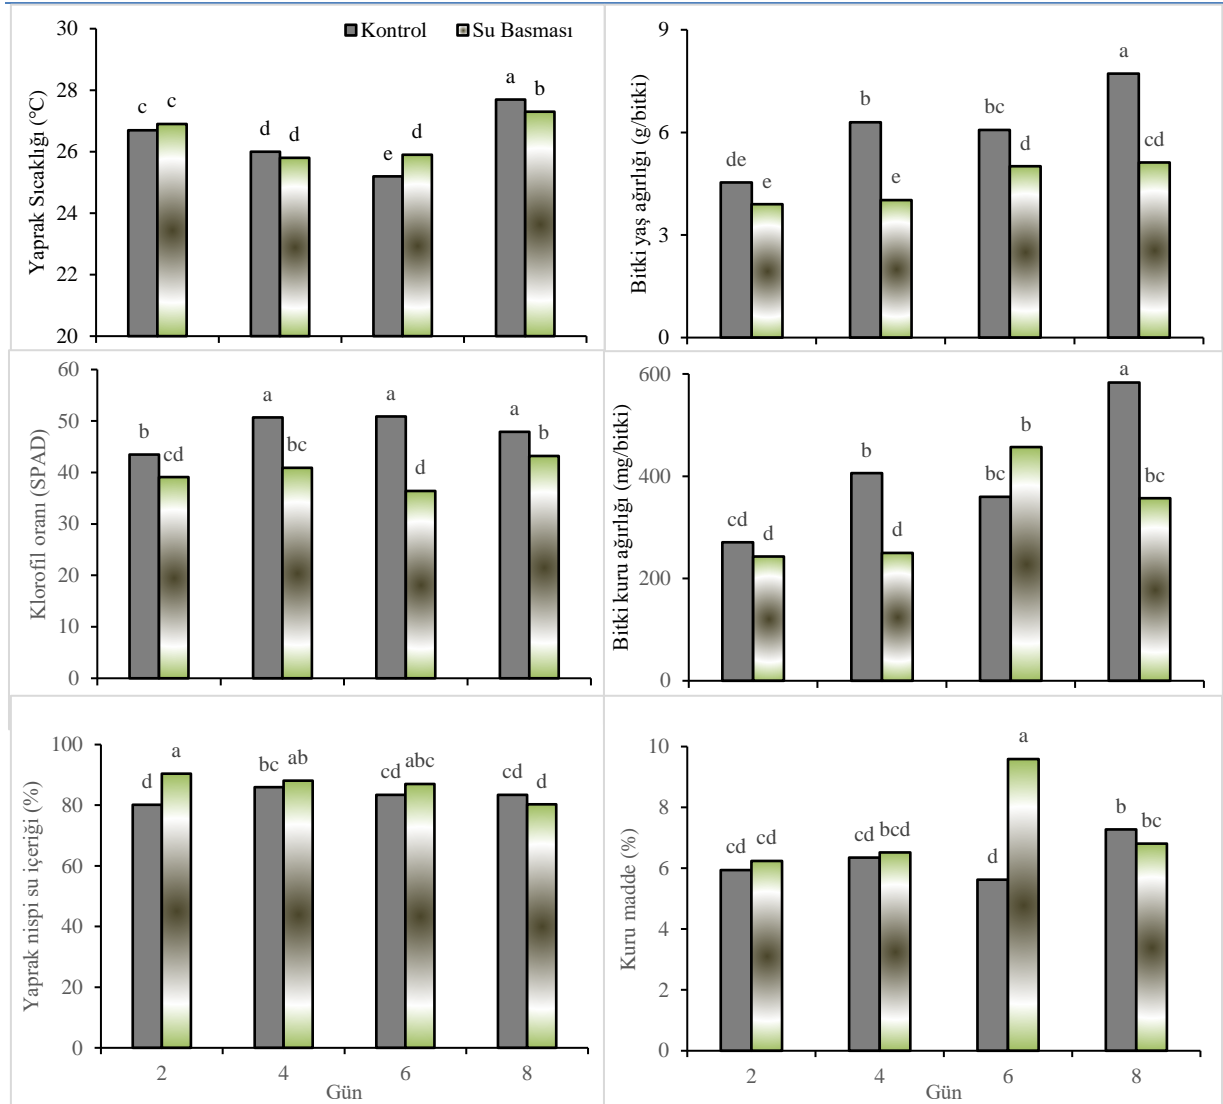 Kontrol Su Basması
Yaprak Sıcaklığı (°C)
30
28
26
24
22
20
c c
d d
e d
a b
Bitki yaş ağırlığı (g/bitki)
9
6
3
0
de e
b e
bc d
a cd
Klorofil oranı (SPAD)
60
50
40
30
20
10
0
b cd
a bc
a d
a b
Bitki kuru ağırlığı (mg/bitki)
600
400
200
0
cd d
b d
bc b
a bc
Yaprak nispi su içeriği (%)
100
80
60
40
20
0
d a
bc ab
cd abc
cd d
2 4 6 8
Gün
Kuru madde (%)
10
8
6
4
2
0
cd cd
cd bcd
d a
b bc
2 4 6 8
Gün